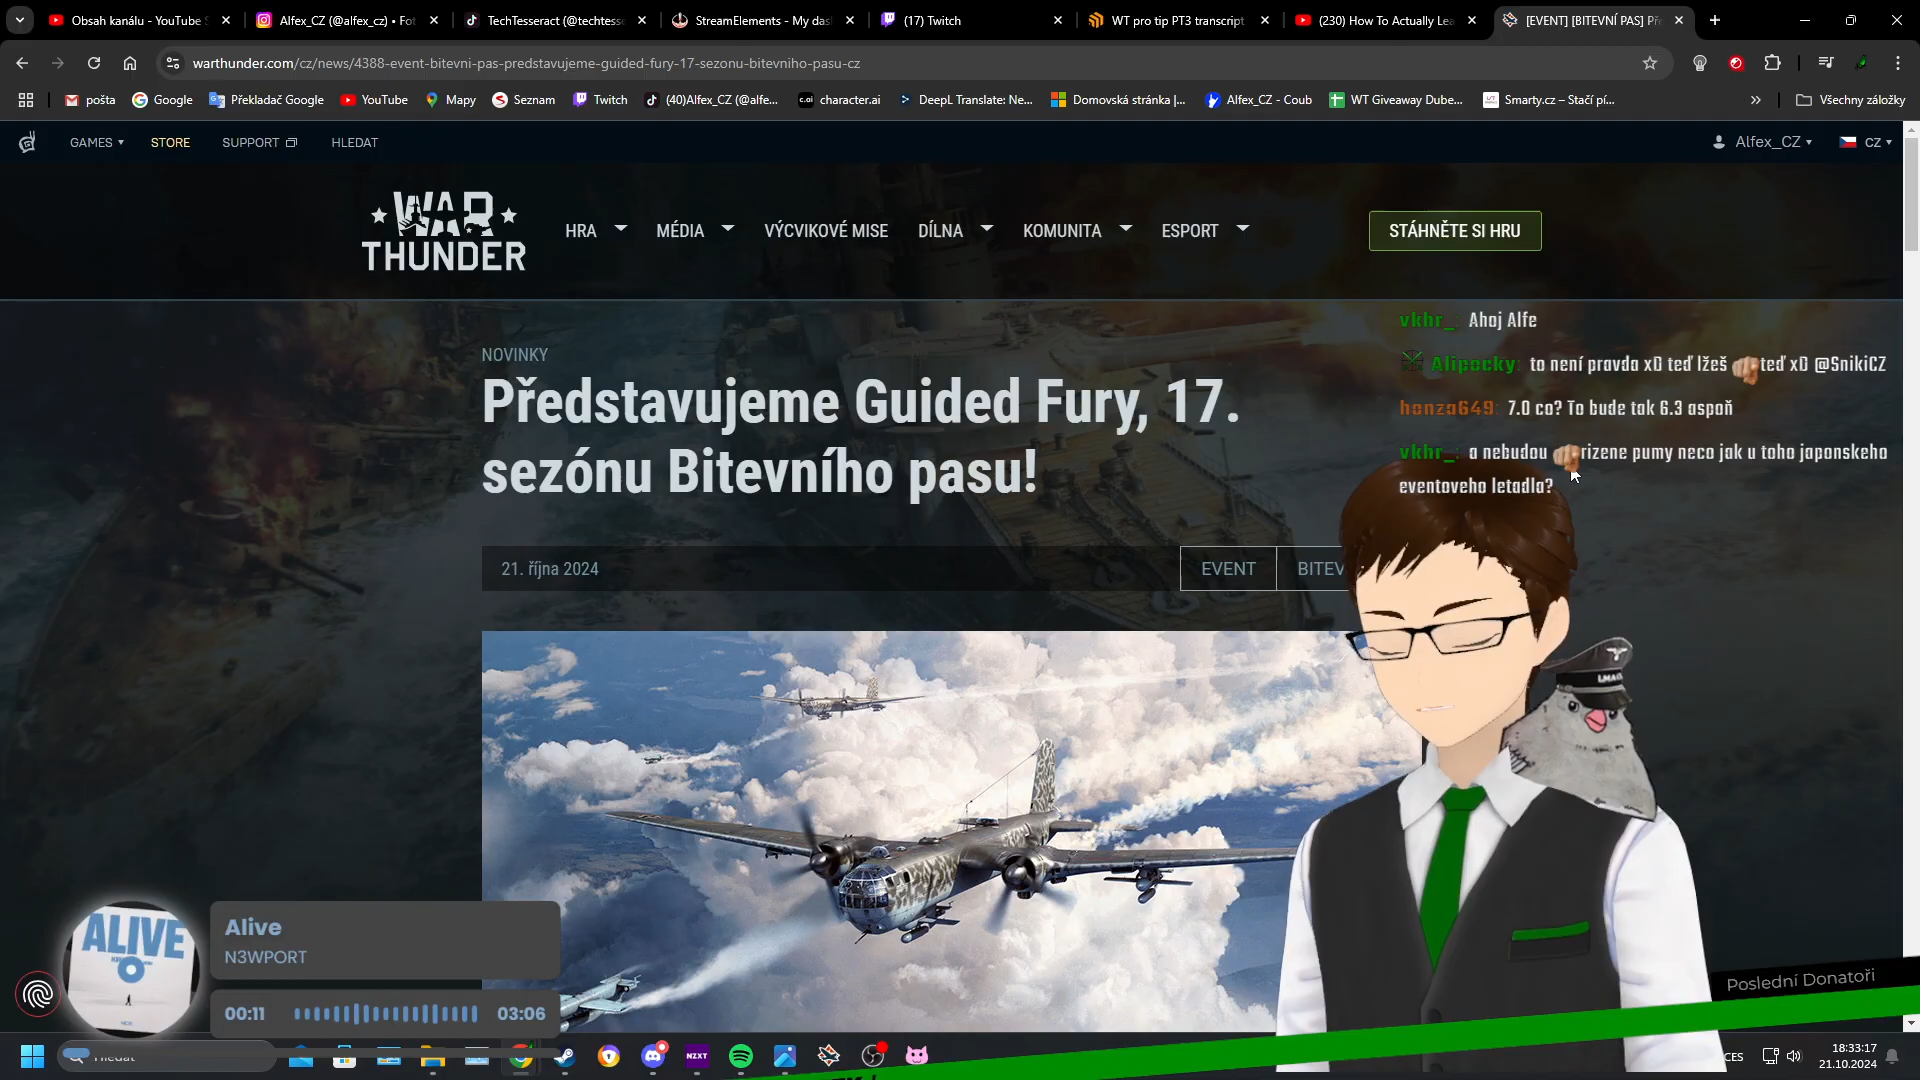 Obsah kanálu - YouTube S
Alfex_CZ (@alfex_cz) • Fot
TechTesseract (@techtesse
StreamElements - My das
(17) Twitch
WT pro tip PT3 transcript
(230) How To Actually Lea
[EVENT] [BITEVNÍ PAS] Pře
warthunder.com/cz/news/4388-event-bitevni-pas-predstavujeme-guided-fury-17-sezonu-bitevniho-pasu-cz
pošta
Google
Překladač Google
YouTube
Mapy
Seznam
Twitch
(40)Alfex_CZ (@alfe...
c.ai
character.ai
DeepL Translate: Ne...
Domovská stránka |...
Alfex_CZ - Coub
WT Giveaway Dube...
Smarty.cz – Stačí pí...
Všechny záložky
GAMES
STORE
SUPPORT
HLEDAT
Alfex_CZ
CZ
WAR
THUNDER
HRA
MÉDIA
VÝCVIKOVÉ MISE
DÍLNA
KOMUNITA
ESPORT
STÁHNĚTE SI HRU
NOVINKY
Představujeme Guided Fury, 17.
sezónu Bitevního pasu!
21. října 2024
EVENT
BITEV
vkhr_: Ahoj Alfe
Alipocky: to není pravda xD teď lžeš teď xD @SnikiCZ
honza649: 7.0 co? To bude tak 6.3 aspoň
vkhr_: a nebudou rizene pumy neco jak u toho japonskeho
eventoveho letadla?
ALIVE
Alive
N3WPORT
00:11
03:06
Poslední Donatoři
Hledat
NZXT
CES
18:33:17
21.10.2024